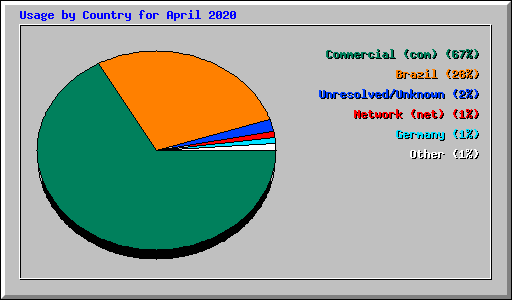 Usage by Country for April 2020
Commercial (com) (67%)
Brazil (28%)
Unresolved/Unknown (2%)
Network (net) (1%)
Germany (1%)
Other (1%)